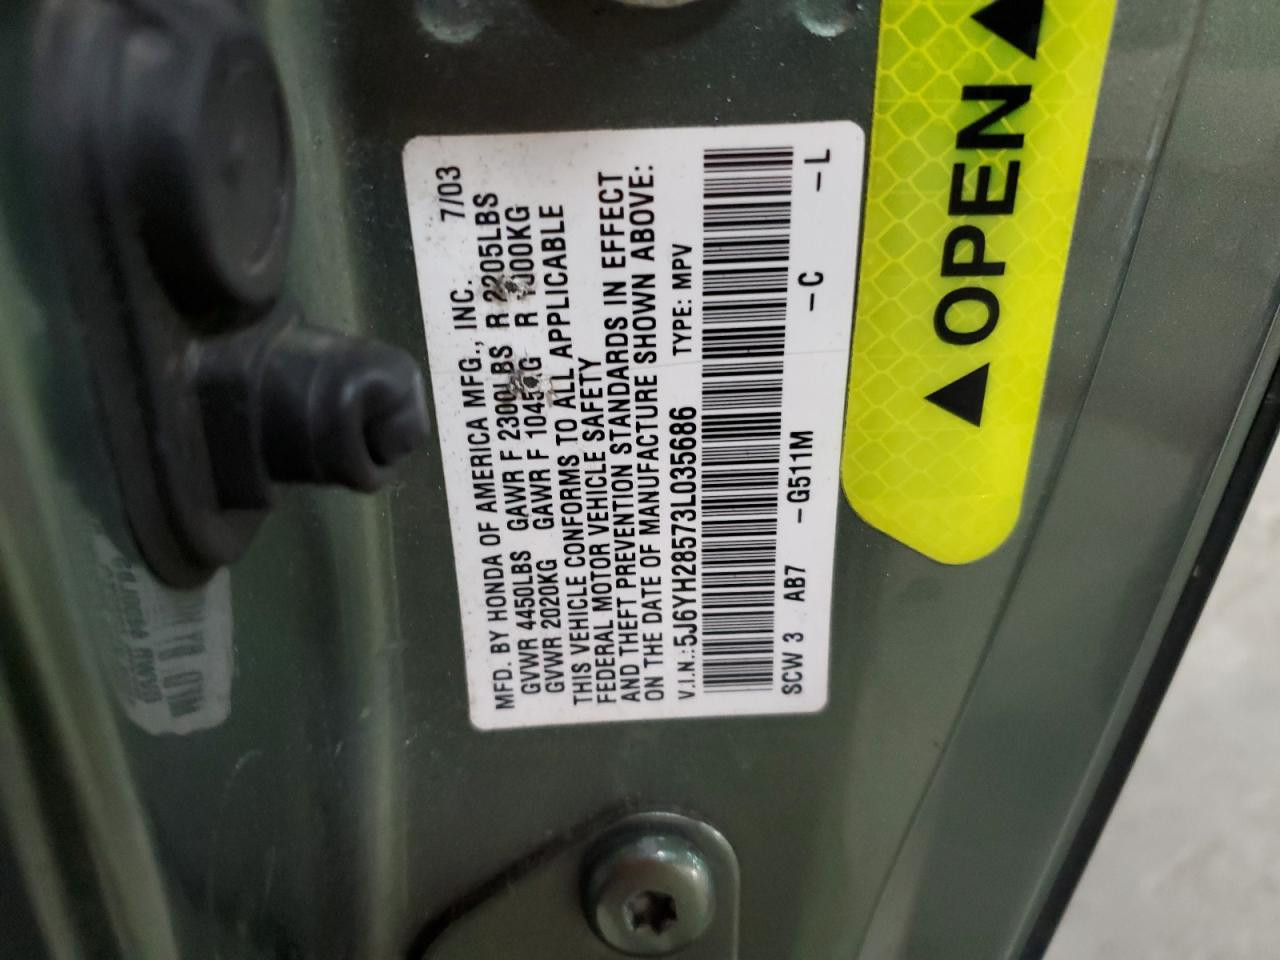 MFD. BY HONDA OF AMERICA MFG., INC. 7/03
GVWR 4450LBS GAWR F 2300LBS R 2205LBS
GVWR 2020KG GAWR F 1045KG R 1000KG
THIS VEHICLE CONFORMS TO ALL APPLICABLE
FEDERAL MOTOR VEHICLE SAFETY
AND THEFT PREVENTION STANDARDS IN EFFECT
ON THE DATE OF MANUFACTURE SHOWN ABOVE:
V.I.N.: 5J6YH28573L035686 TYPE: MPV
SCW 3 AB7 -G511M -C -L
▲ OPEN ▲